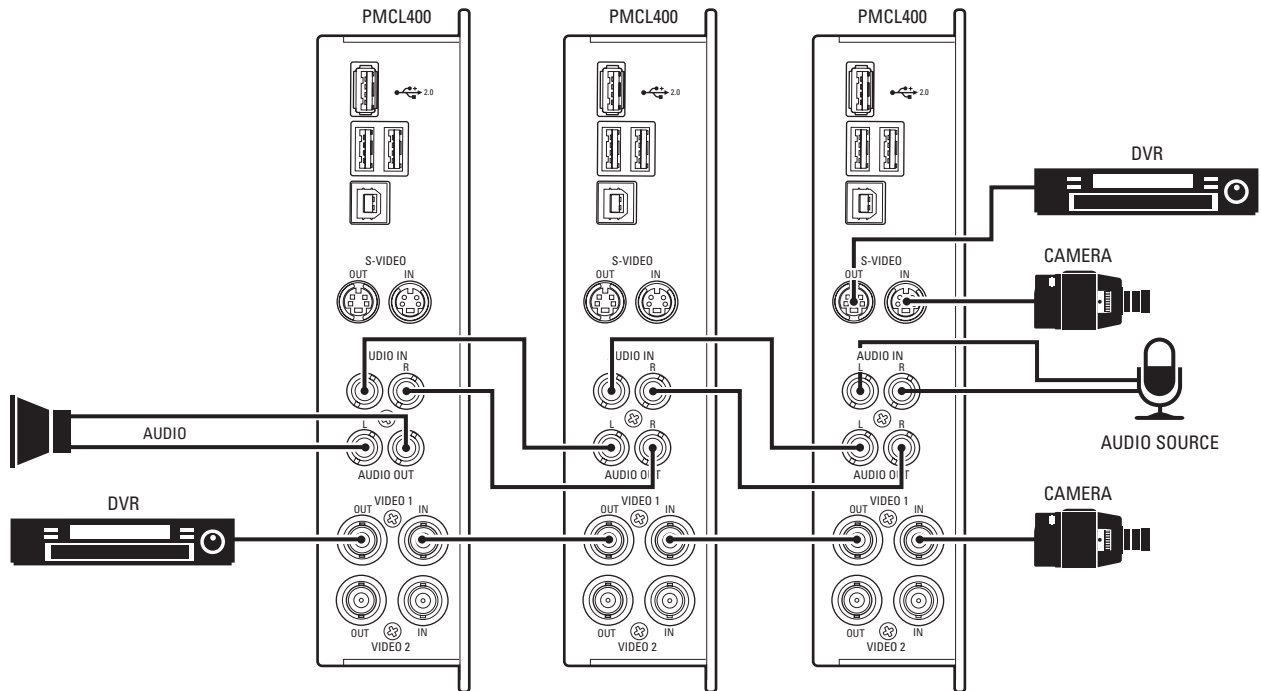 PMCL400
PMCL400
PMCL400
2.0
2.0
2.0
DVR
S-VIDEO
OUT IN
S-VIDEO
OUT IN
S-VIDEO
OUT IN
CAMERA
UDIO IN
R
UDIO IN
R
AUDIO IN
L R
AUDIO
L
AUDIO OUT
L R
AUDIO OUT
L R
AUDIO OUT
AUDIO SOURCE
DVR
VIDEO 1
OUT IN
VIDEO 1
OUT IN
VIDEO 1
OUT IN
CAMERA
OUT IN
VIDEO 2
OUT IN
VIDEO 2
OUT IN
VIDEO 2